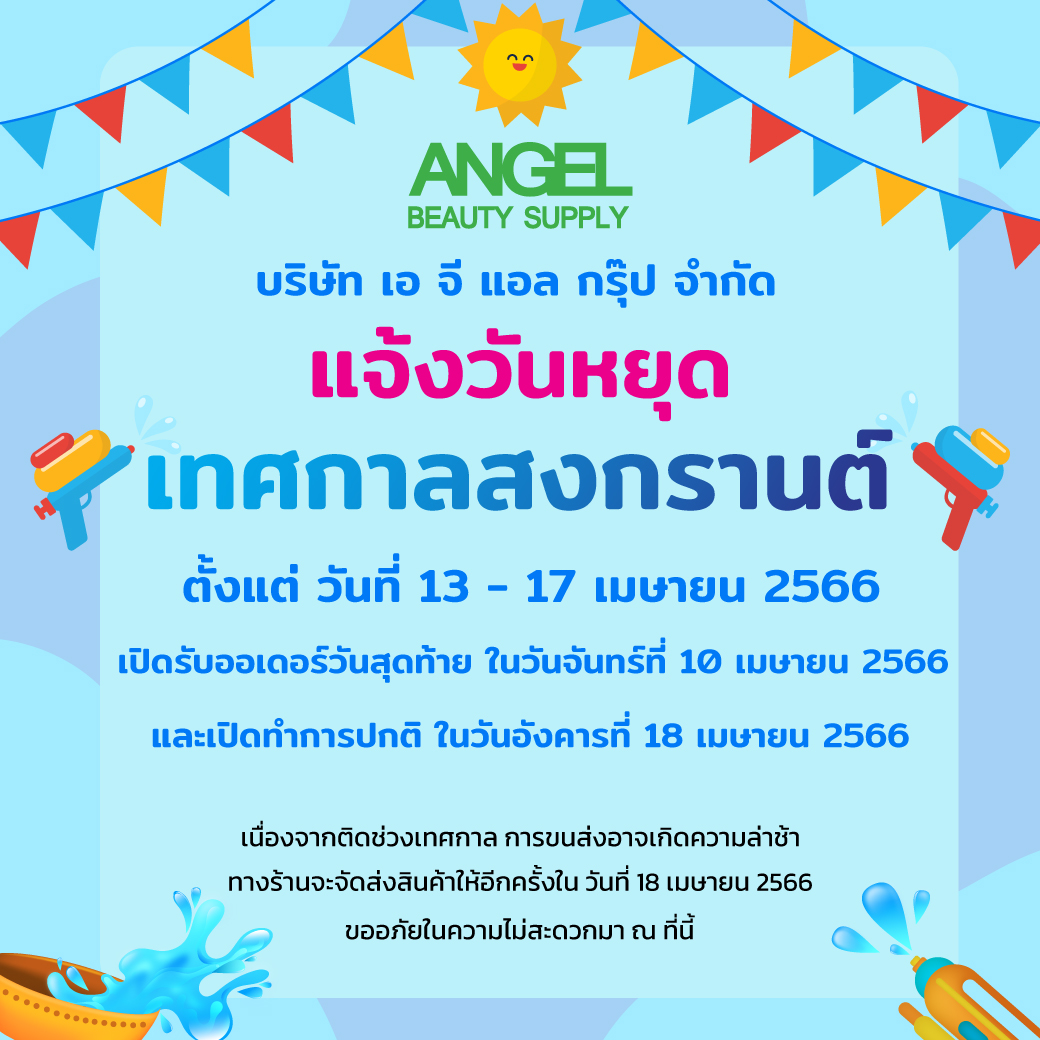 ANGEL
BEAUTY SUPPLY
บริษัท เอ จี แอล กรุ๊ป จำกัด
แจ้งวันหยุด
เทศกาลสงกรานต์
ตั้งแต่ วันที่ 13 - 17 เมษายน 2566
เปิดรับออเดอร์วันสุดท้าย ในวันจันทร์ที่ 10 เมษายน 2566
และเปิดทำการปกติ ในวันอังคารที่ 18 เมษายน 2566
เนื่องจากติดช่วงเทศกาล การขนส่งอาจเกิดความล่าช้า
ทางร้านจะจัดส่งสินค้าให้อีกครั้งใน วันที่ 18 เมษายน 2566
ขออภัยในความไม่สะดวกมา ณ ที่นี้